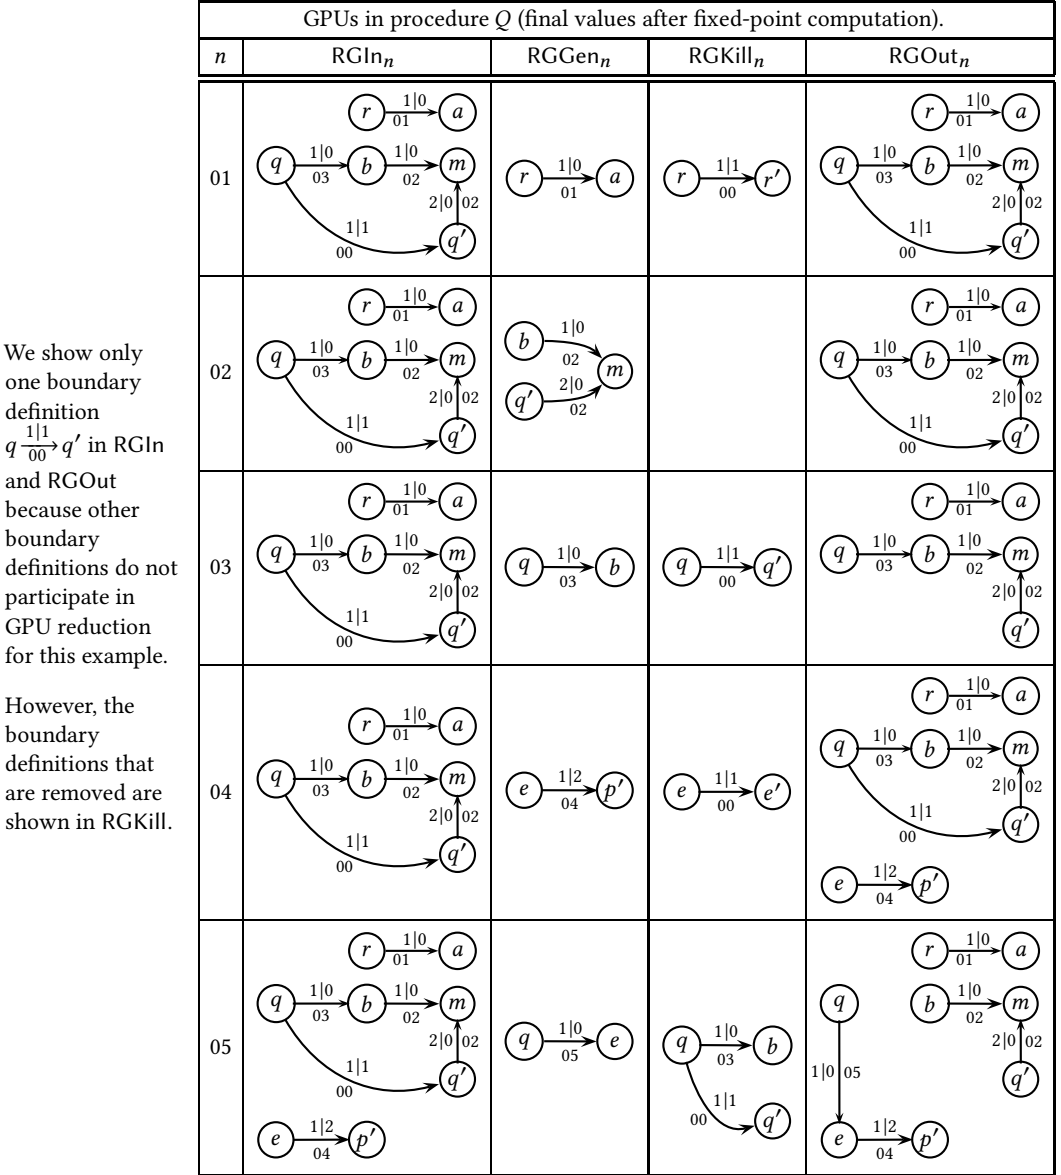 GPUs in procedure Q (final values after fixed-point computation).
n RGIn_n RGGen_n RGKill_n RGOut_n
We show only
one boundary
definition
q 1|1 00 q′ in RGIn
and RGOut
because other
boundary
definitions do not
participate in
GPU reduction
for this example.
However, the
boundary
definitions that
are removed are
shown in RGKill.
01
r 1|0 01 a
q 1|0 03 b 1|0 02 m
2|0 02
1|1 00 q′
r 1|0 01 a
r 1|1 00 r′
r 1|0 01 a
q 1|0 03 b 1|0 02 m
2|0 02
1|1 00 q′
02
r 1|0 01 a
q 1|0 03 b 1|0 02 m
2|0 02
1|1 00 q′
b 1|0 02 m
q′ 2|0 02
r 1|0 01 a
q 1|0 03 b 1|0 02 m
2|0 02
1|1 00 q′
03
r 1|0 01 a
q 1|0 03 b 1|0 02 m
2|0 02
1|1 00 q′
q 1|0 03 b
q 1|1 00 q′
r 1|0 01 a
q 1|0 03 b 1|0 02 m
2|0 02
q′
04
r 1|0 01 a
q 1|0 03 b 1|0 02 m
2|0 02
1|1 00 q′
e 1|2 04 p′
e 1|1 00 e′
r 1|0 01 a
q 1|0 03 b 1|0 02 m
2|0 02
1|1 00 q′
e 1|2 04 p′
05
r 1|0 01 a
q 1|0 03 b 1|0 02 m
2|0 02
1|1 00 q′
e 1|2 04 p′
q 1|0 05 e
q 1|0 03 b
00 1|1 q′
r 1|0 01 a
q b 1|0 02 m
1|0 05 2|0 02
q′
e 1|2 04 p′